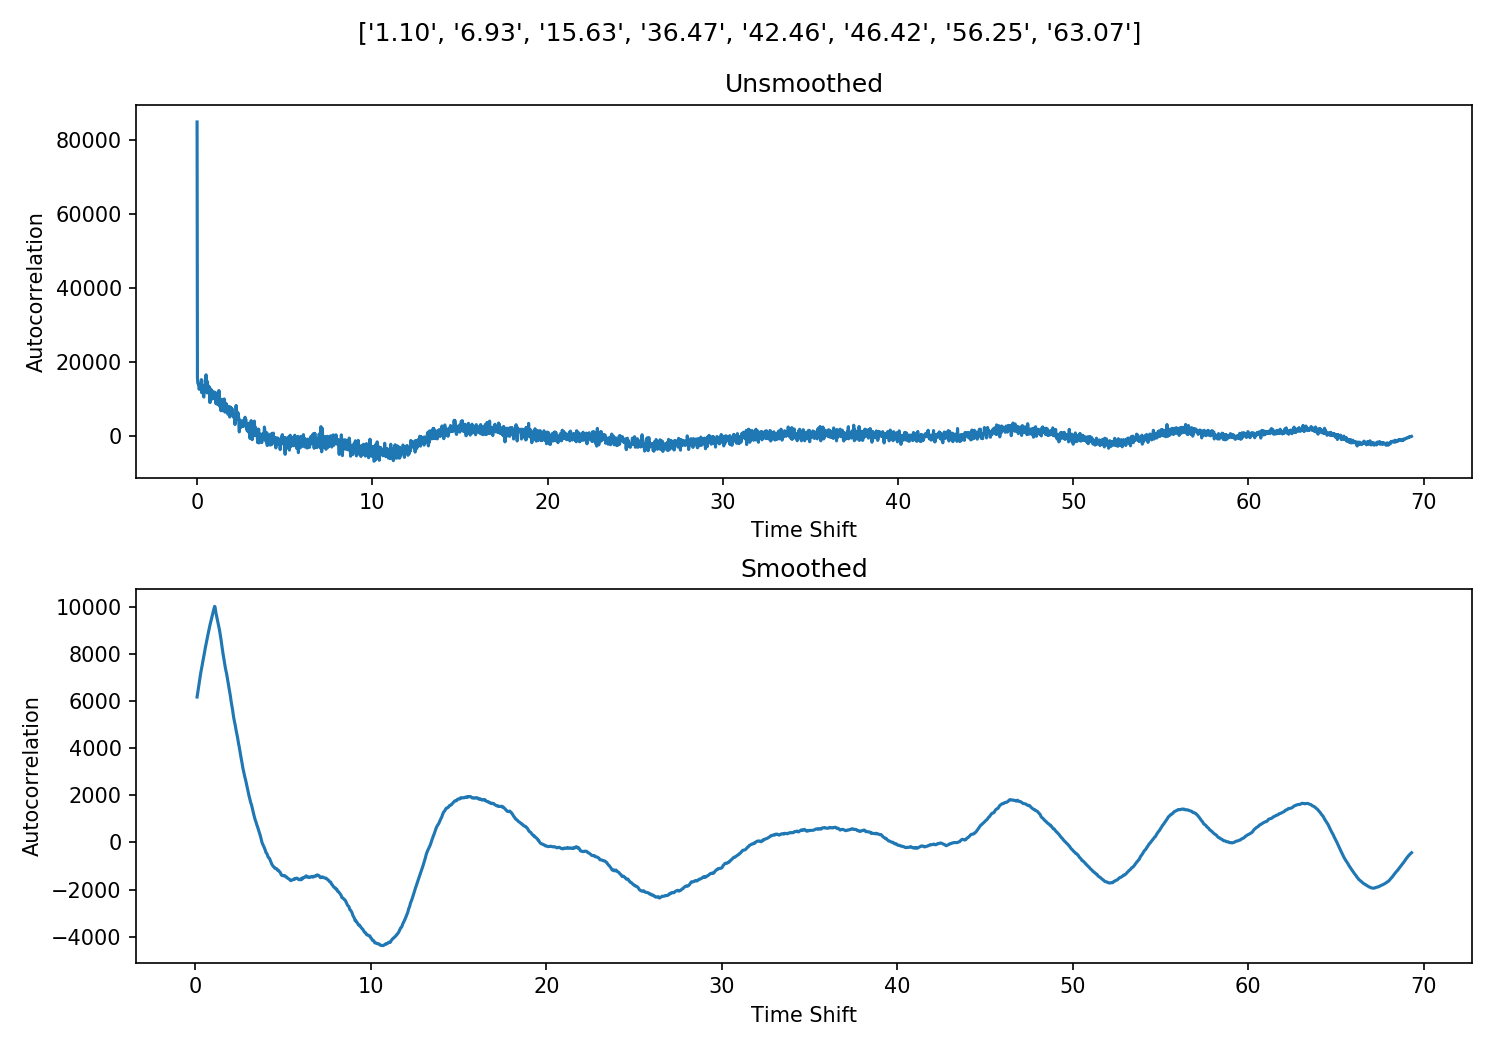 ['1.10', '6.93', '15.63', '36.47', '42.46', '46.42', '56.25', '63.07']
Unsmoothed
Autocorrelation
80000
60000
40000
20000
0
0 10 20 30 40 50 60 70
Time Shift
Smoothed
Autocorrelation
10000
8000
6000
4000
2000
0
−2000
−4000
0 10 20 30 40 50 60 70
Time Shift